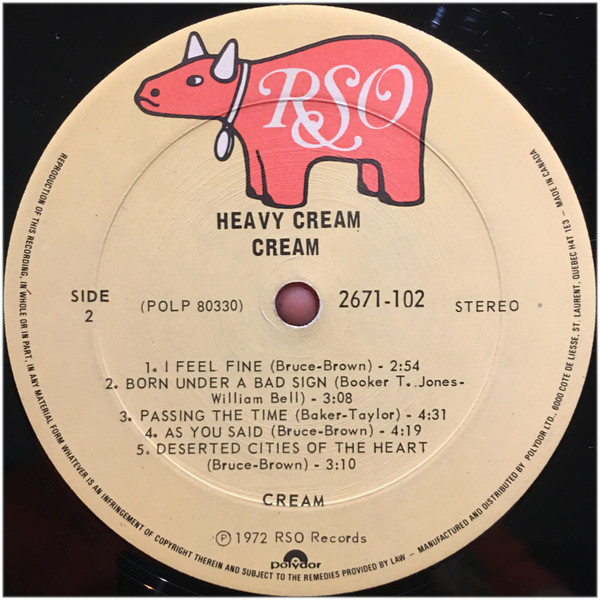 RSO
HEAVY CREAM
CREAM
SIDE
2
(POLP 80330)
2671-102
STEREO
1. I FEEL FINE (Bruce-Brown) - 2:54
2. BORN UNDER A BAD SIGN (Booker T. Jones-
William Bell) - 3:08
3. PASSING THE TIME (Baker-Taylor) - 4:31
4. AS YOU SAID (Bruce-Brown) - 4:19
5. DESERTED CITIES OF THE HEART
(Bruce-Brown) - 3:10
CREAM
℗ 1972 RSO Records
polydor
REPRODUCTION OF THIS RECORDING, IN WHOLE OR IN PART, IN ANY MATERIAL FORM WHATEVER IS AN INFRINGEMENT OF COPYRIGHT THEREIN AND SUBJECT TO THE REMEDIES PROVIDED BY LAW – MANUFACTURED AND DISTRIBUTED BY POLYDOR LTD., 6000 COTE DE LIESSE, ST. LAURENT, QUEBEC H4T 1E3 – MADE IN CANADA